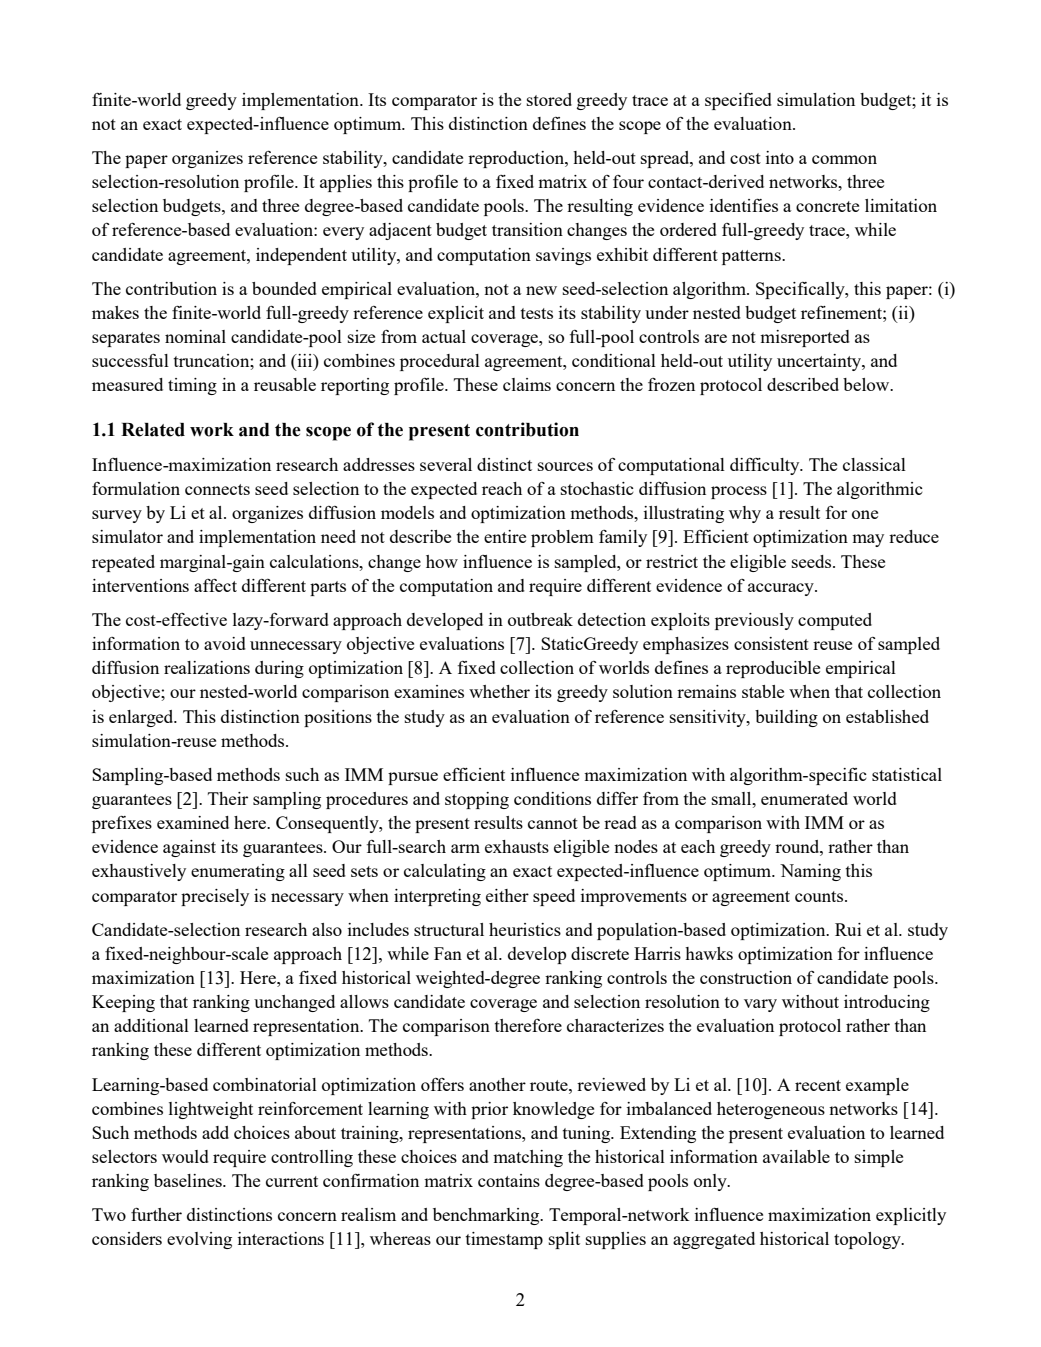 finite-world greedy implementation. Its comparator is the stored greedy trace at a specified simulation budget; it is
not an exact expected-influence optimum. This distinction defines the scope of the evaluation.
The paper organizes reference stability, candidate reproduction, held-out spread, and cost into a common
selection-resolution profile. It applies this profile to a fixed matrix of four contact-derived networks, three
selection budgets, and three degree-based candidate pools. The resulting evidence identifies a concrete limitation
of reference-based evaluation: every adjacent budget transition changes the ordered full-greedy trace, while
candidate agreement, independent utility, and computation savings exhibit different patterns.
The contribution is a bounded empirical evaluation, not a new seed-selection algorithm. Specifically, this paper: (i)
makes the finite-world full-greedy reference explicit and tests its stability under nested budget refinement; (ii)
separates nominal candidate-pool size from actual coverage, so full-pool controls are not misreported as
successful truncation; and (iii) combines procedural agreement, conditional held-out utility uncertainty, and
measured timing in a reusable reporting profile. These claims concern the frozen protocol described below.
1.1 Related work and the scope of the present contribution
Influence-maximization research addresses several distinct sources of computational difficulty. The classical
formulation connects seed selection to the expected reach of a stochastic diffusion process [1]. The algorithmic
survey by Li et al. organizes diffusion models and optimization methods, illustrating why a result for one
simulator and implementation need not describe the entire problem family [9]. Efficient optimization may reduce
repeated marginal-gain calculations, change how influence is sampled, or restrict the eligible seeds. These
interventions affect different parts of the computation and require different evidence of accuracy.
The cost-effective lazy-forward approach developed in outbreak detection exploits previously computed
information to avoid unnecessary objective evaluations [7]. StaticGreedy emphasizes consistent reuse of sampled
diffusion realizations during optimization [8]. A fixed collection of worlds defines a reproducible empirical
objective; our nested-world comparison examines whether its greedy solution remains stable when that collection
is enlarged. This distinction positions the study as an evaluation of reference sensitivity, building on established
simulation-reuse methods.
Sampling-based methods such as IMM pursue efficient influence maximization with algorithm-specific statistical
guarantees [2]. Their sampling procedures and stopping conditions differ from the small, enumerated world
prefixes examined here. Consequently, the present results cannot be read as a comparison with IMM or as
evidence against its guarantees. Our full-search arm exhausts eligible nodes at each greedy round, rather than
exhaustively enumerating all seed sets or calculating an exact expected-influence optimum. Naming this
comparator precisely is necessary when interpreting either speed improvements or agreement counts.
Candidate-selection research also includes structural heuristics and population-based optimization. Rui et al. study
a fixed-neighbour-scale approach [12], while Fan et al. develop discrete Harris hawks optimization for influence
maximization [13]. Here, a fixed historical weighted-degree ranking controls the construction of candidate pools.
Keeping that ranking unchanged allows candidate coverage and selection resolution to vary without introducing
an additional learned representation. The comparison therefore characterizes the evaluation protocol rather than
ranking these different optimization methods.
Learning-based combinatorial optimization offers another route, reviewed by Li et al. [10]. A recent example
combines lightweight reinforcement learning with prior knowledge for imbalanced heterogeneous networks [14].
Such methods add choices about training, representations, and tuning. Extending the present evaluation to learned
selectors would require controlling these choices and matching the historical information available to simple
ranking baselines. The current confirmation matrix contains degree-based pools only.
Two further distinctions concern realism and benchmarking. Temporal-network influence maximization explicitly
considers evolving interactions [11], whereas our timestamp split supplies an aggregated historical topology.
2